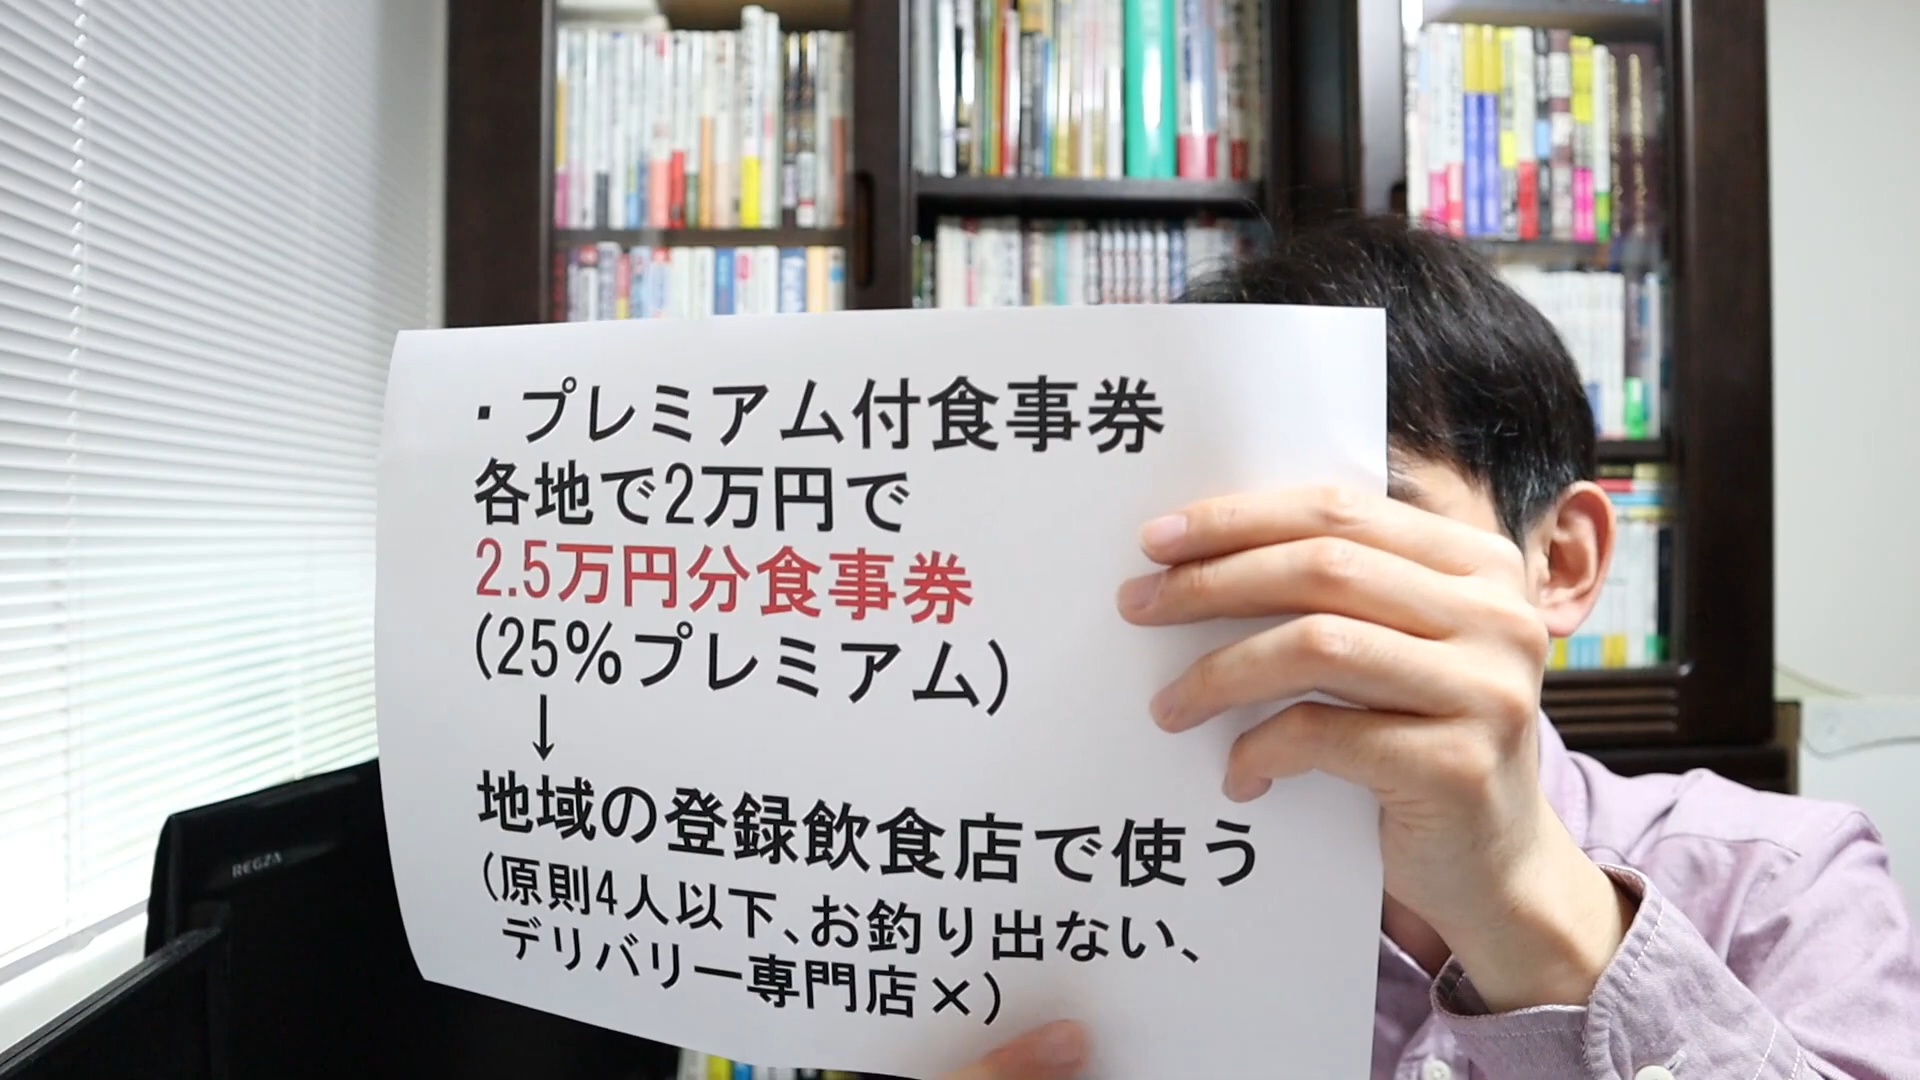 ・プレミアム付食事券
各地で2万円で
2.5万円分食事券
(25%プレミアム)
↓
地域の登録飲食店で使う
(原則4人以下、お釣り出ない、
デリバリー専門店×)
REGZA